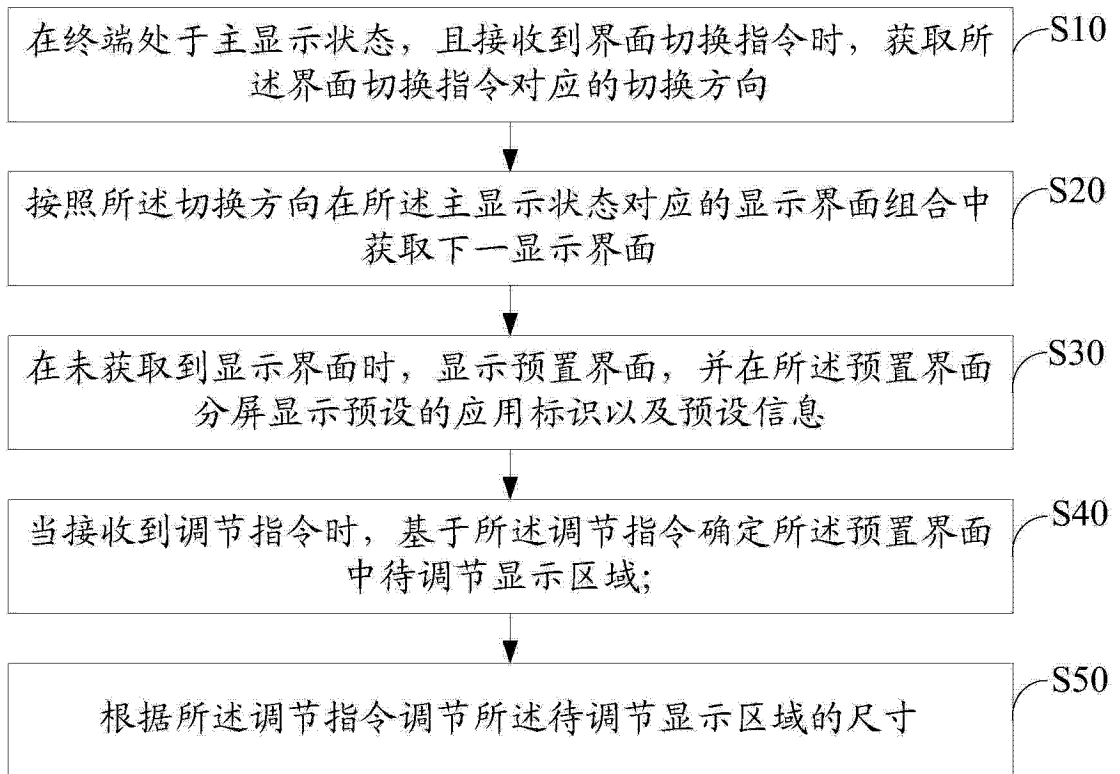 在终端处于主显示状态，且接收到界面切换指令时，获取所
述界面切换指令对应的切换方向
S10
按照所述切换方向在所述主显示状态对应的显示界面组合中
获取下一显示界面
S20
在未获取到显示界面时，显示预置界面，并在所述预置界面
分屏显示预设的应用标识以及预设信息
S30
当接收到调节指令时，基于所述调节指令确定所述预置界面
中待调节显示区域；
S40
根据所述调节指令调节所述待调节显示区域的尺寸
S50